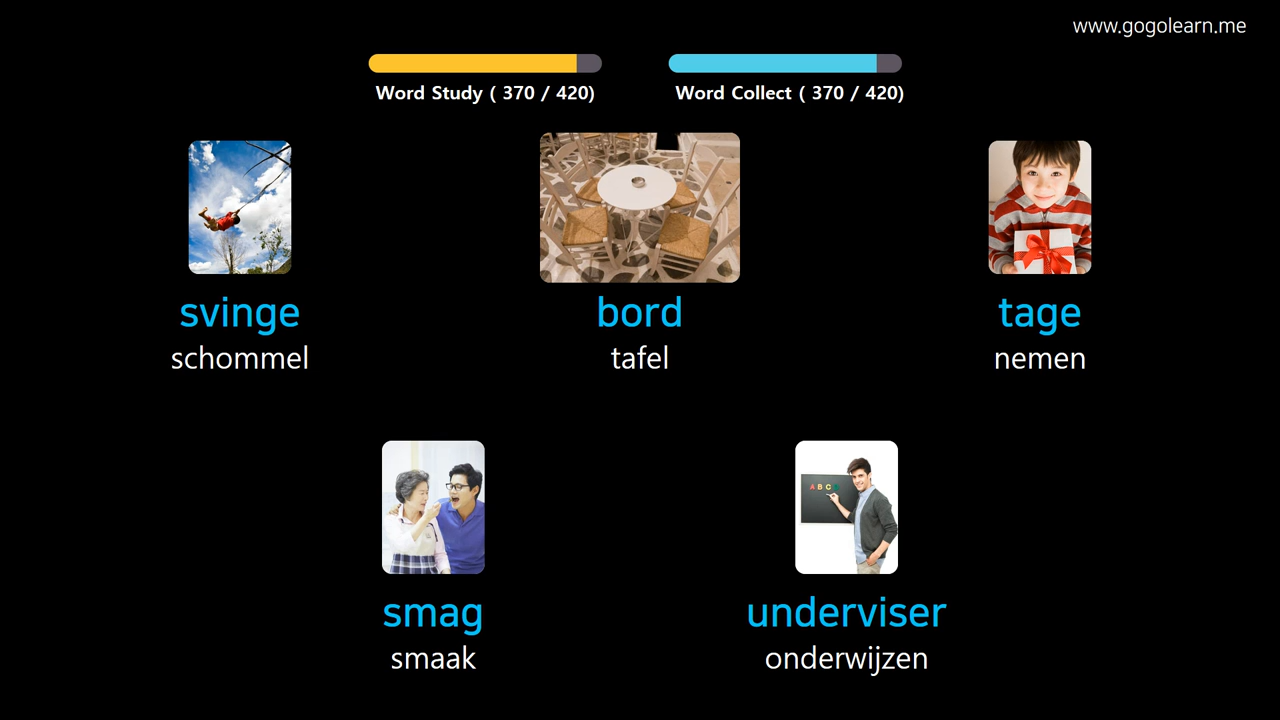 www.gogolearn.me
Word Study ( 370 / 420)
Word Collect ( 370 / 420)
svinge
schommel
bord
tafel
tage
nemen
A B C
smag
smaak
underviser
onderwijzen